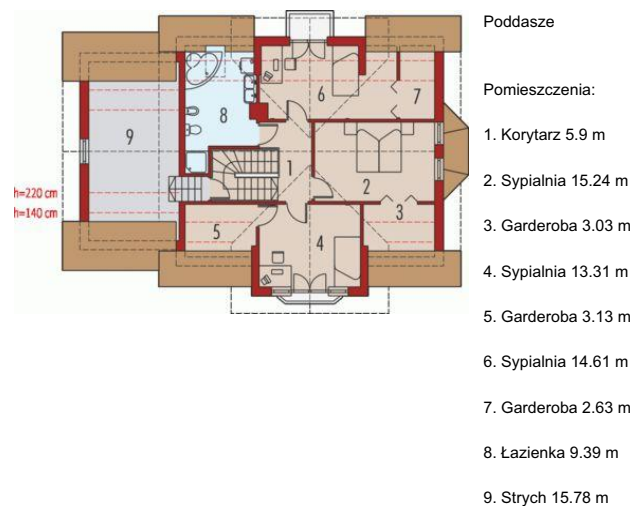 Poddasze
Pomieszczenia:
1. Korytarz 5.9 m
2. Sypialnia 15.24 m
3. Garderoba 3.03 m
4. Sypialnia 13.31 m
5. Garderoba 3.13 m
6. Sypialnia 14.61 m
7. Garderoba 2.63 m
8. Łazienka 9.39 m
9. Strych 15.78 m
6
7
8
9
1
2
h=220 cm
h=140 cm
3
5
4